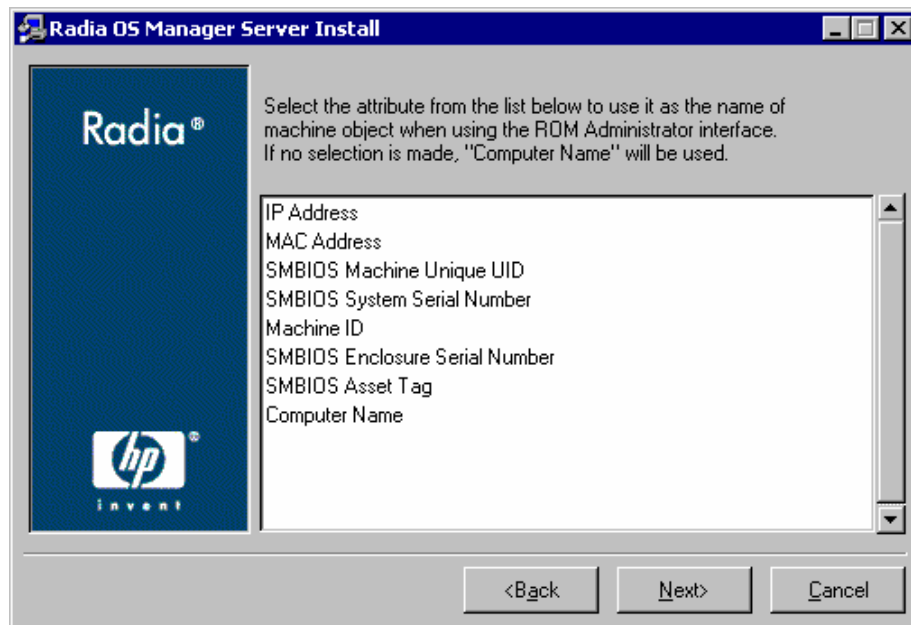 Radia OS Manager Server Install
Radia®
Select the attribute from the list below to use it as the name of
machine object when using the ROM Administrator interface.
If no selection is made, "Computer Name" will be used.
IP Address
MAC Address
SMBIOS Machine Unique UID
SMBIOS System Serial Number
Machine ID
SMBIOS Enclosure Serial Number
SMBIOS Asset Tag
Computer Name
hp®
invent
<Back
Next>
Cancel